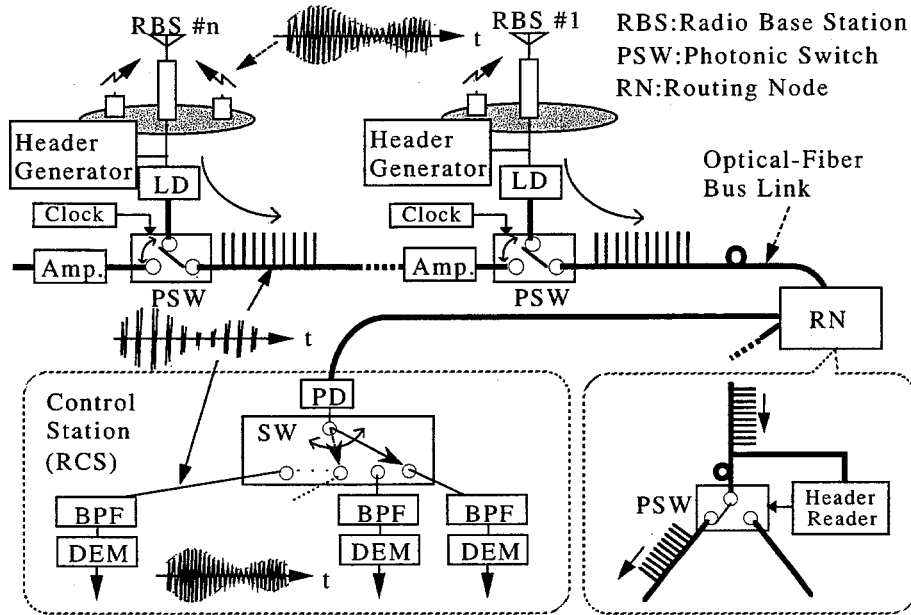 RBS #n
t
RBS #1
RBS:Radio Base Station
PSW:Photonic Switch
RN:Routing Node
Header
Generator
Header
Generator
LD
LD
Optical-Fiber
Bus Link
Clock
Clock
Amp.
PSW
Amp.
PSW
RN
t
Control
Station
(RCS)
PD
SW
BPF
BPF
BPF
DEM
DEM
DEM
t
PSW
Header
Reader